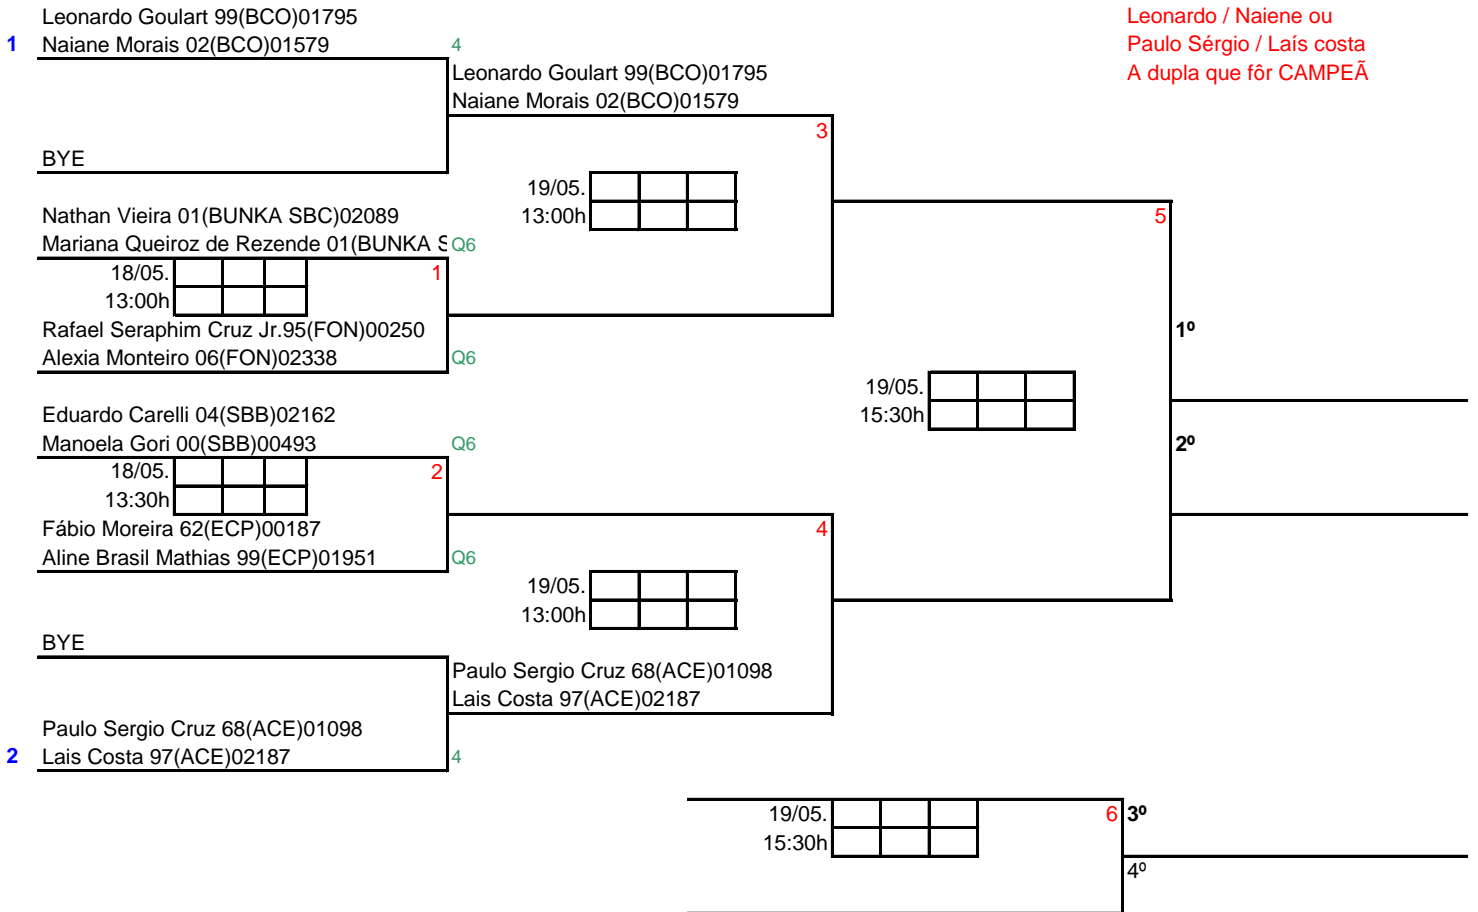 Leonardo Goulart 99(BCO)01795
1 Naiane Morais 02(BCO)01579 4
Leonardo / Naiene ou
Paulo Sérgio / Laís costa
A dupla que fôr CAMPEÃ
Leonardo Goulart 99(BCO)01795
Naiane Morais 02(BCO)01579
3
BYE
19/05.
13:00h
Nathan Vieira 01(BUNKA SBC)02089
5
Mariana Queiroz de Rezende 01(BUNKA S Q6
18/05. 1
13:00h
Rafael Seraphim Cruz Jr.95(FON)00250
1º
Alexia Monteiro 06(FON)02338 Q6
19/05.
15:30h
Eduardo Carelli 04(SBB)02162
Manoela Gori 00(SBB)00493 Q6
2º
18/05. 2
13:30h
Fábio Moreira 62(ECP)00187
4
Aline Brasil Mathias 99(ECP)01951 Q6
19/05.
13:00h
BYE
Paulo Sergio Cruz 68(ACE)01098
Lais Costa 97(ACE)02187
Paulo Sergio Cruz 68(ACE)01098
2 Lais Costa 97(ACE)02187 4
19/05. 6 3º
15:30h
4º